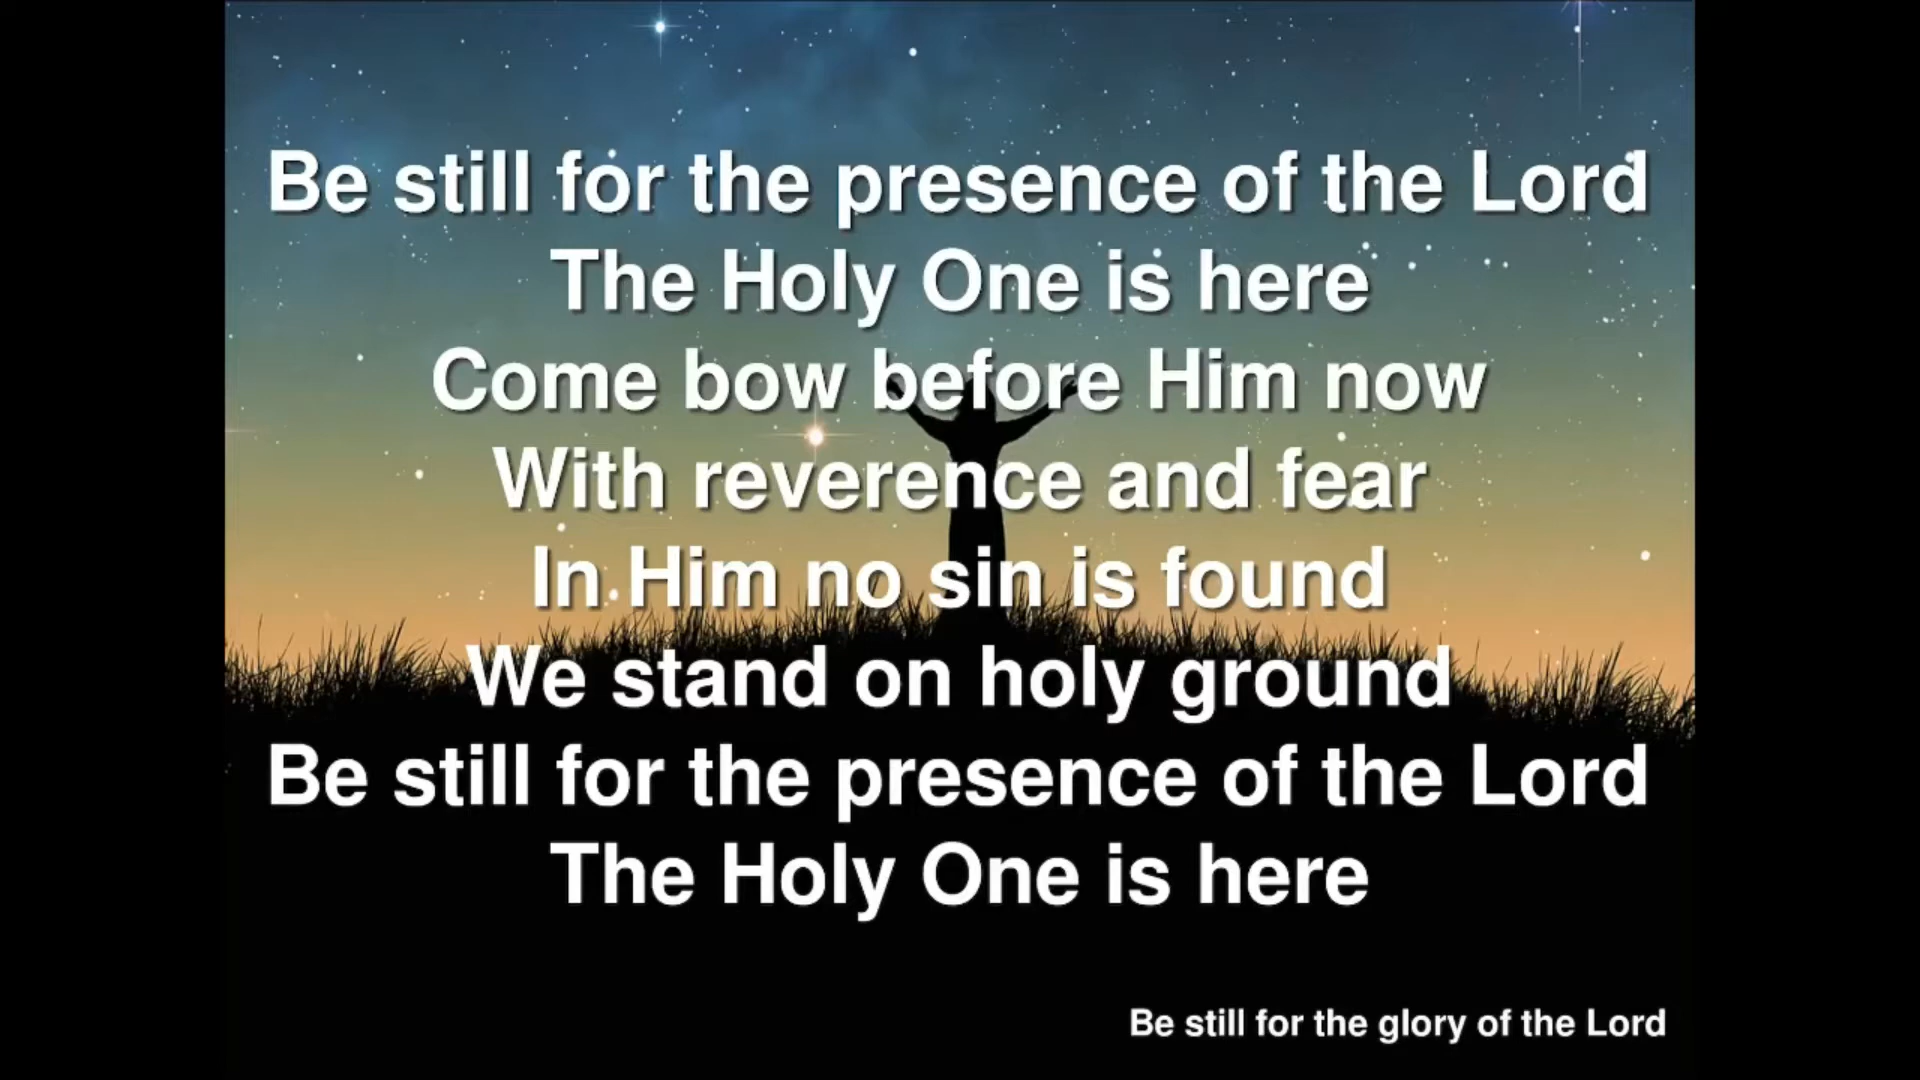 Be still for the presence of the Lord
The Holy One is here
Come bow before Him now
With reverence and fear
In Him no sin is found
We stand on holy ground
Be still for the presence of the Lord
The Holy One is here
Be still for the glory of the Lord